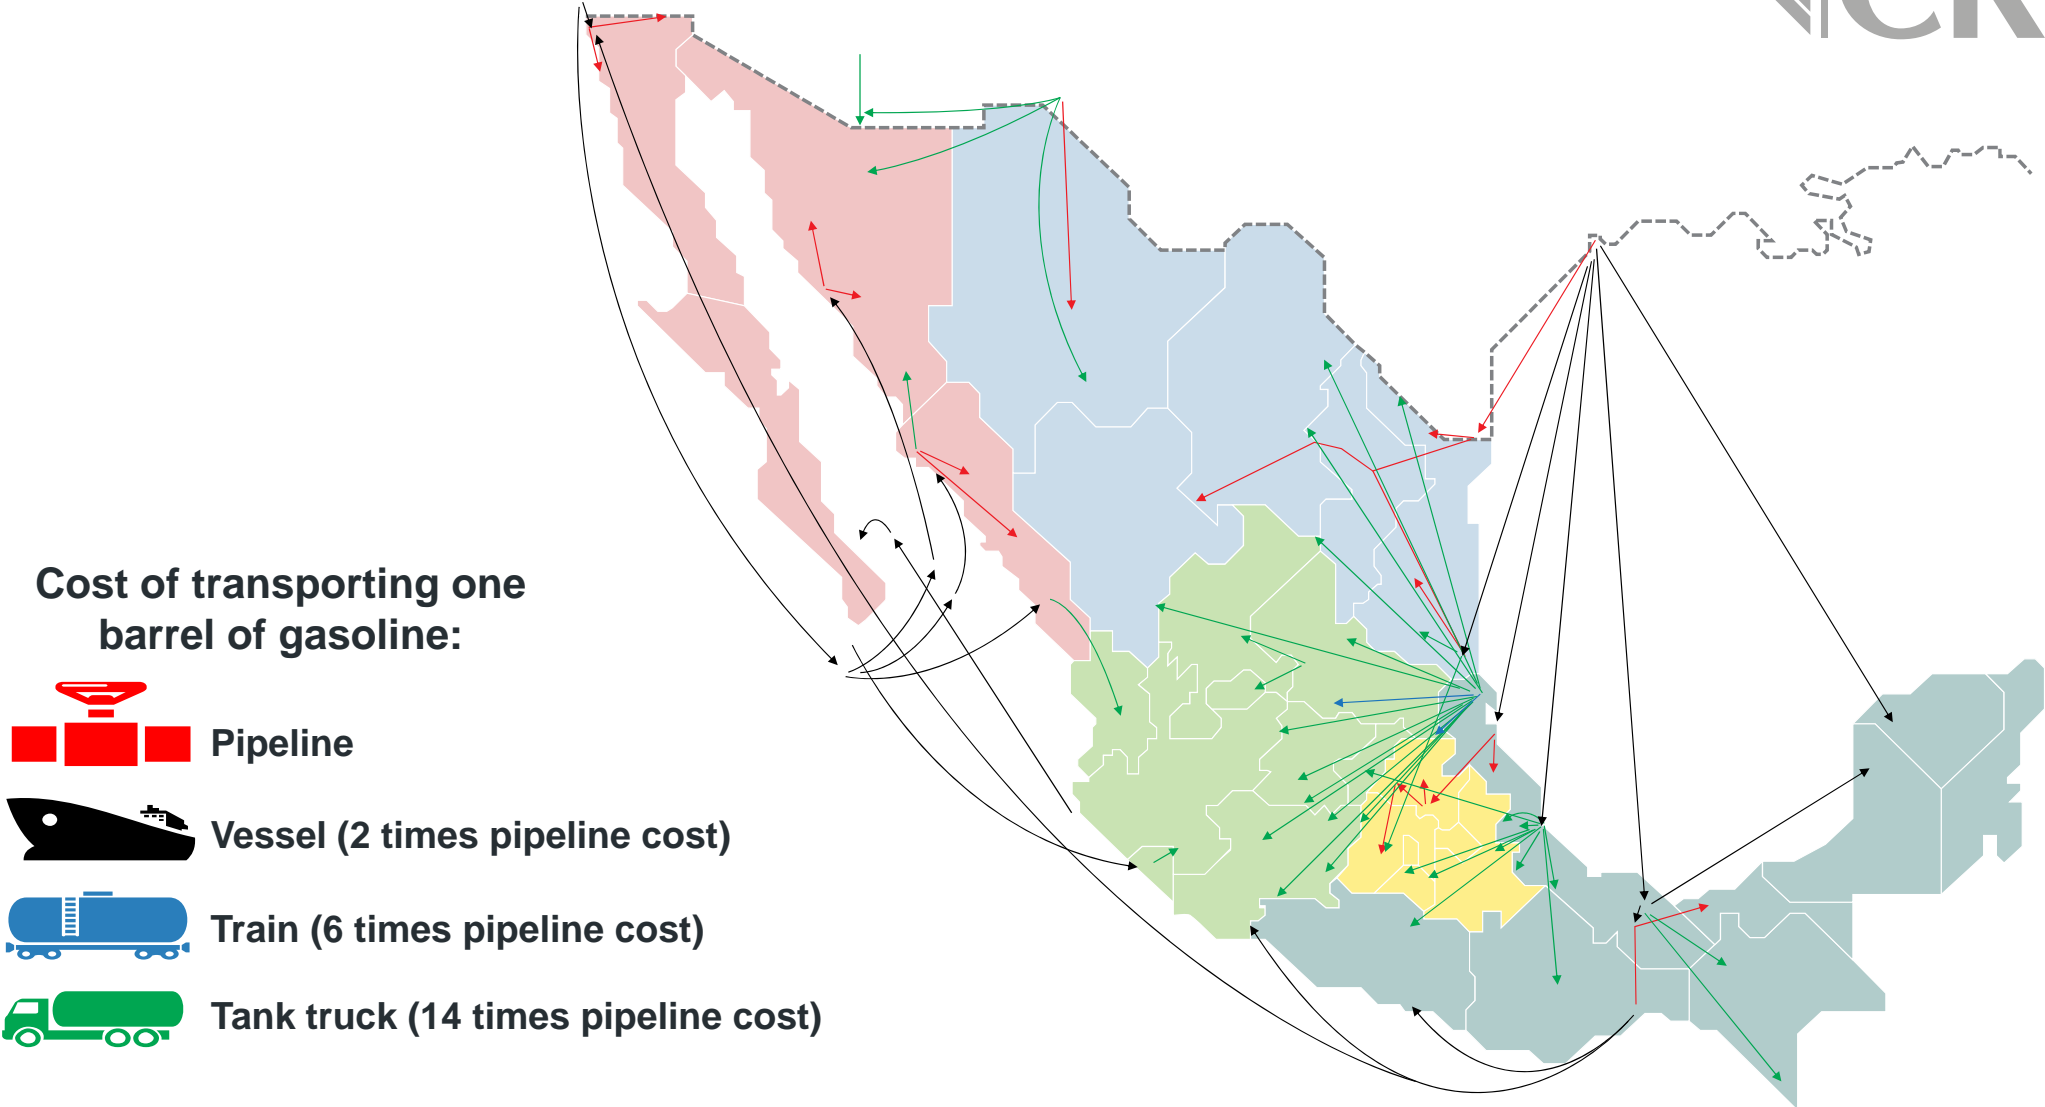 Cost of transporting one
barrel of gasoline:
Pipeline
Vessel (2 times pipeline cost)
Train (6 times pipeline cost)
Tank truck (14 times pipeline cost)